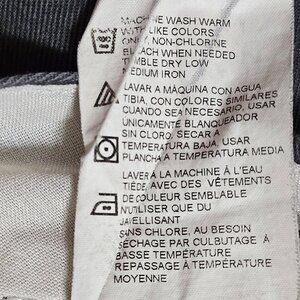 MACHINE WASH WARM
WITH LIKE COLORS
ONLY, NON-CHLORINE
BLEACH WHEN NEEDED
TUMBLE DRY LOW
MEDIUM IRON
LAVAR A MÁQUINA CON AGUA
TIBIA, CON COLORES SIMILARES
CUANDO SEA NECESARIO, USAR
ÚNICAMENTE BLANQUEADOR
SIN CLORO, SECAR A
TEMPERATURA BAJA, USAR
PLANCHA A TEMPERATURA MEDIA
LAVER À LA MACHINE À L'EAU
TIÈDE, AVEC DES VÊTEMENTS
DE COULEUR SEMBLABLE
N'UTILISER QUE DU
JAVELLISANT
SANS CHLORE, AU BESOIN
SÉCHAGE PAR CULBUTAGE À
BASSE TEMPÉRATURE
REPASSAGE À TEMPÉRATURE
MOYENNE